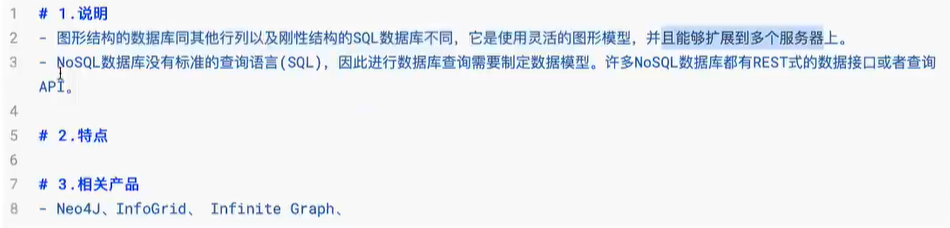 1 # 1.说明
2 - 图形结构的数据库同其他行列以及刚性结构的SQL数据库不同，它是使用灵活的图形模型，并且能够扩展到多个服务器上。
3 - NoSQL数据库没有标准的查询语言(SQL)，因此进行数据库查询需要制定数据模型。许多NoSQL数据库都有REST式的数据接口或者查询
API。
4
5 # 2.特点
6
7 # 3.相关产品
8 - Neo4J、InfoGrid、 Infinite Graph、